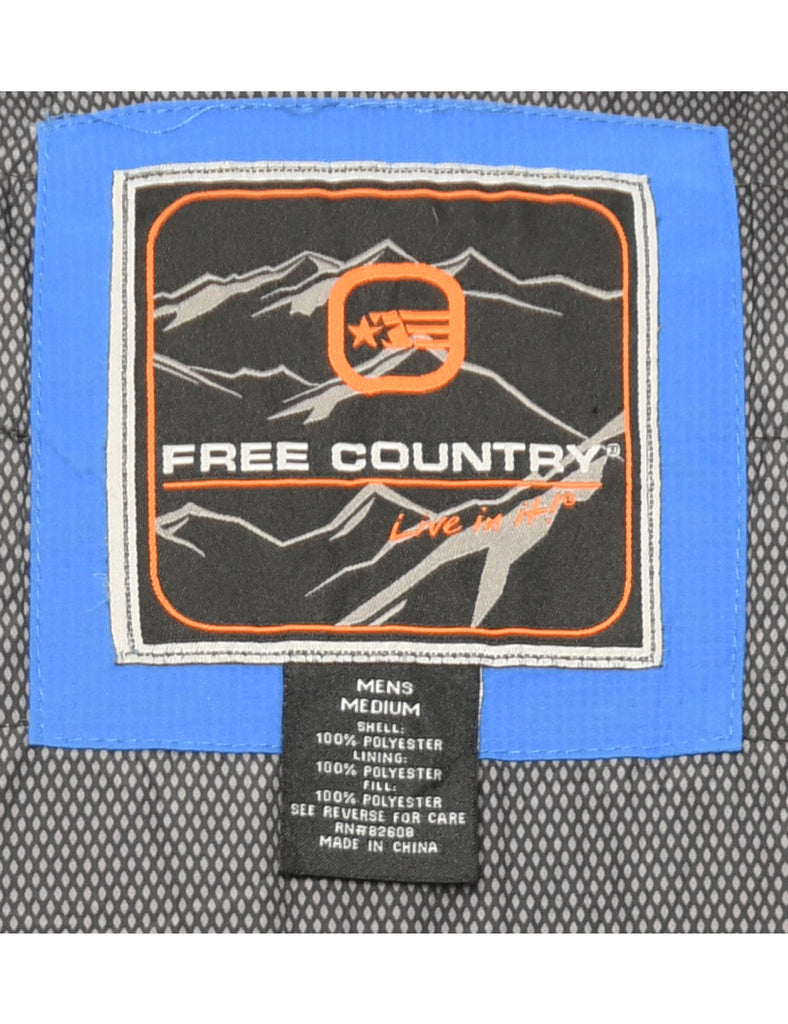 FREE COUNTRY®
Live in it!®
MENS
MEDIUM
SHELL:
100% POLYESTER
LINING:
100% POLYESTER
FILL:
100% POLYESTER
SEE REVERSE FOR CARE
RN#82608
MADE IN CHINA